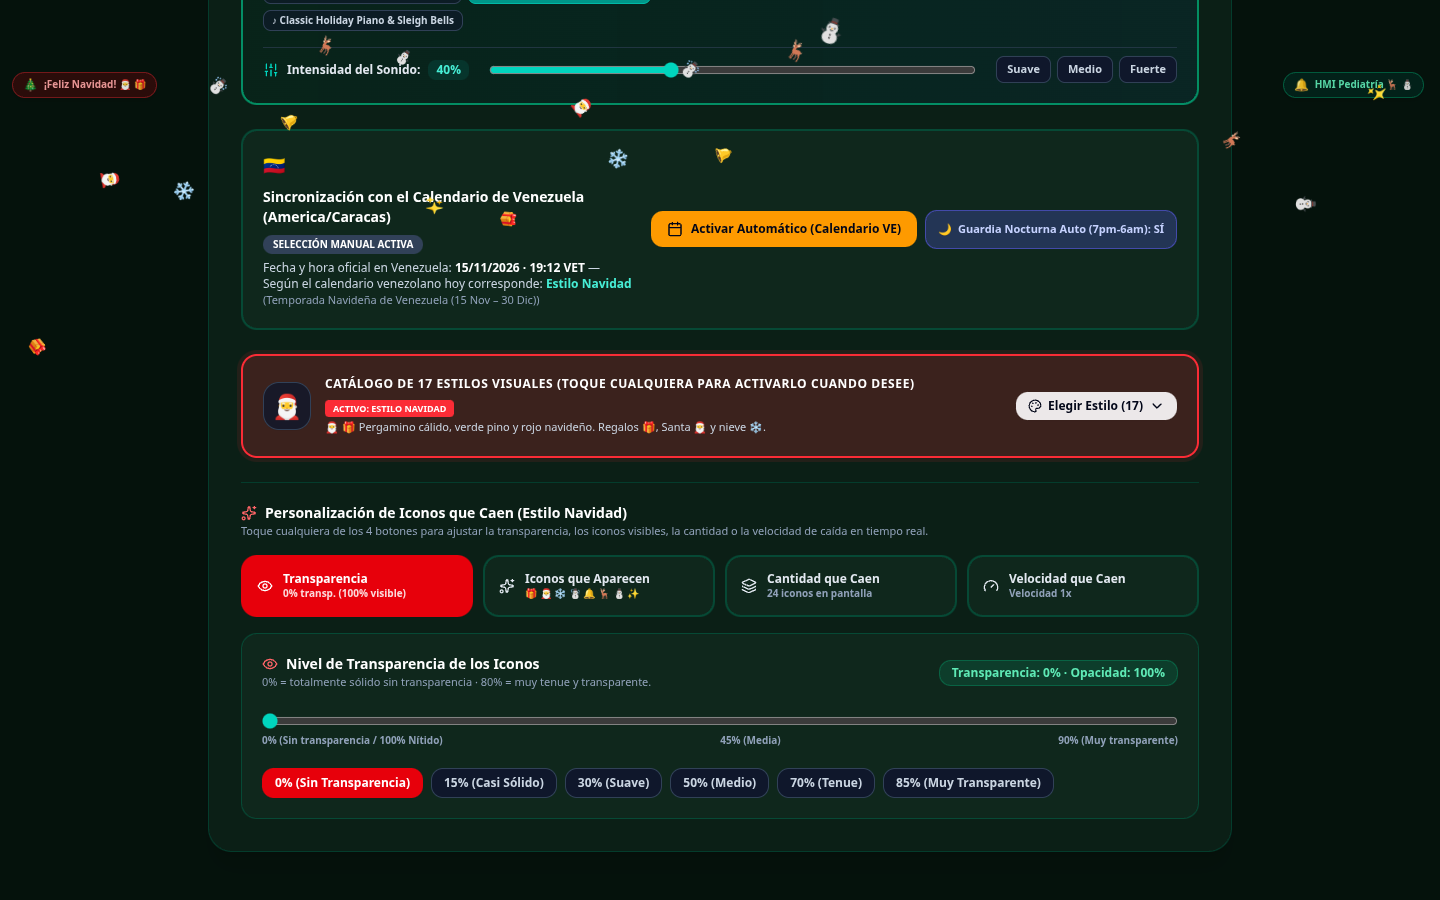 ♪ Classic Holiday Piano & Sleigh Bells
Intensidad del Sonido: 40%
Suave
Medio
Fuerte
🎄 ¡Feliz Navidad! 🎅 🎁
🔔 HMI Pediatría 🦌 ⛄
🇻🇪
Sincronización con el Calendario de Venezuela
(America/Caracas)
SELECCIÓN MANUAL ACTIVA
Fecha y hora oficial en Venezuela: 15/11/2026 · 19:12 VET —
Según el calendario venezolano hoy corresponde: Estilo Navidad
(Temporada Navideña de Venezuela (15 Nov – 30 Dic))
Activar Automático (Calendario VE)
🌙 Guardia Nocturna Auto (7pm-6am): SÍ
CATÁLOGO DE 17 ESTILOS VISUALES (TOQUE CUALQUIERA PARA ACTIVARLO CUANDO DESEE)
ACTIVO: ESTILO NAVIDAD
🎅 🎁 Pergamino cálido, verde pino y rojo navideño. Regalos 🎁, Santa 🎅 y nieve ❄️.
Elegir Estilo (17)
Personalización de Iconos que Caen (Estilo Navidad)
Toque cualquiera de los 4 botones para ajustar la transparencia, los iconos visibles, la cantidad o la velocidad de caída en tiempo real.
Transparencia
0% transp. (100% visible)
Iconos que Aparecen
🎁 🎅 ❄️ ☃️ 🔔 🦌 ⛄ ✨
Cantidad que Caen
24 iconos en pantalla
Velocidad que Caen
Velocidad 1x
Nivel de Transparencia de los Iconos
0% = totalmente sólido sin transparencia · 80% = muy tenue y transparente.
Transparencia: 0% · Opacidad: 100%
0% (Sin transparencia / 100% Nítido)
45% (Media)
90% (Muy transparente)
0% (Sin Transparencia)
15% (Casi Sólido)
30% (Suave)
50% (Medio)
70% (Tenue)
85% (Muy Transparente)